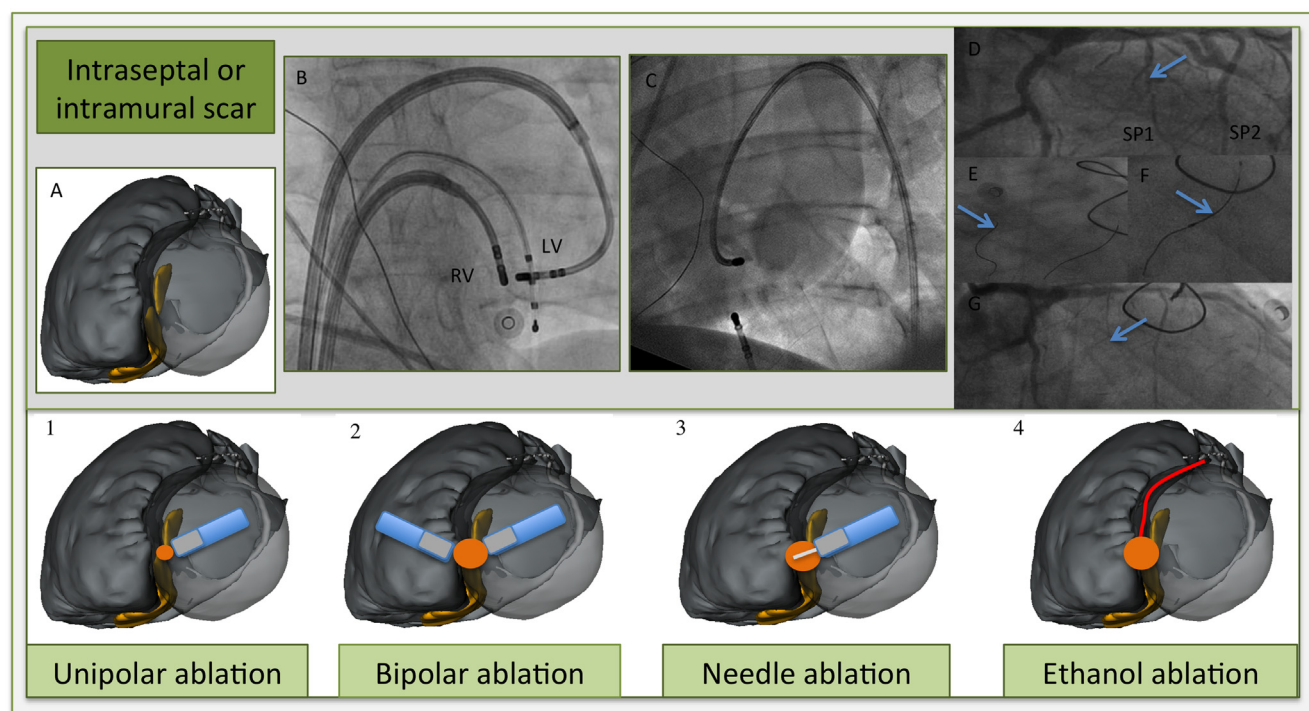 Intraseptal or
intramural scar
A
B
RV
LV
C
D
SP1
SP2
E
F
G
1
2
3
4
Unipolar ablation
Bipolar ablation
Needle ablation
Ethanol ablation